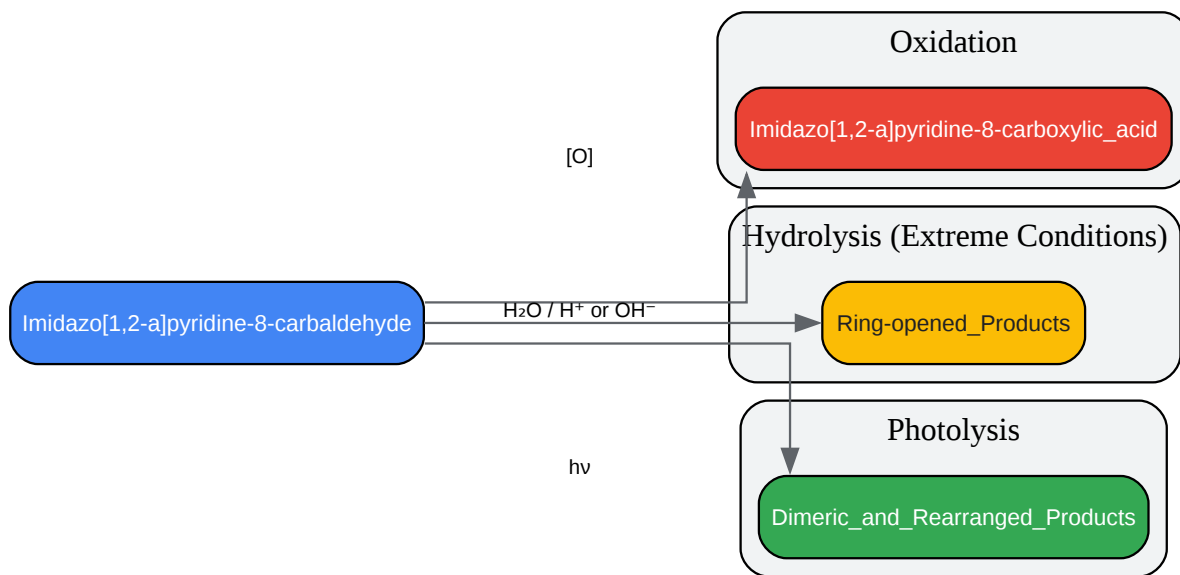 Oxidation
Imidazo[1,2-a]pyridine-8-carboxylic_acid
[O]
Hydrolysis (Extreme Conditions)
Imidazo[1,2-a]pyridine-8-carbaldehyde
H₂O / H⁺ or OH⁻
Ring-opened_Products
Photolysis
hν
Dimeric_and_Rearranged_Products